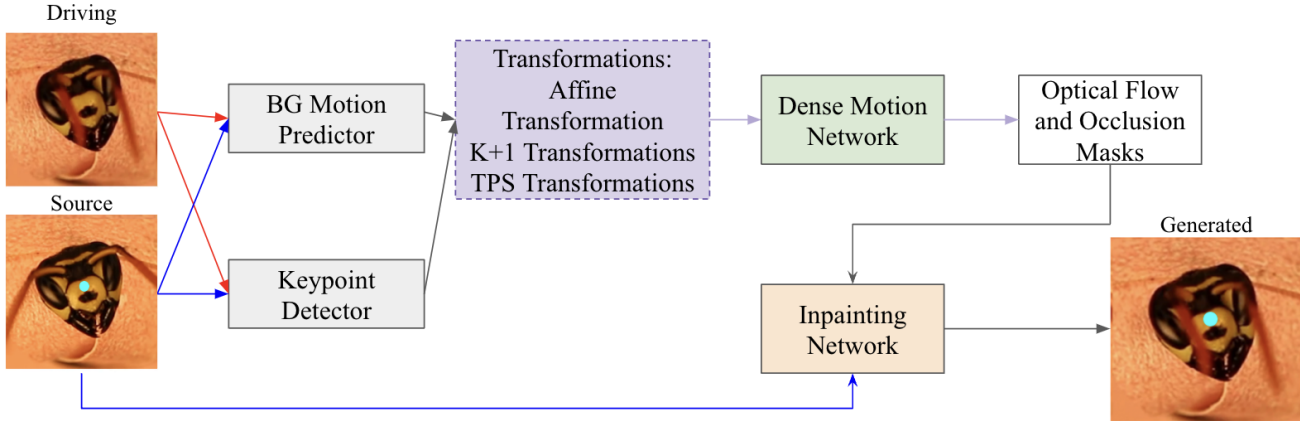 Driving
BG Motion
Predictor
Transformations:
Affine
Transformation
K+1 Transformations
TPS Transformations
Dense Motion
Network
Optical Flow
and Occlusion
Masks
Source
Keypoint
Detector
Inpainting
Network
Generated